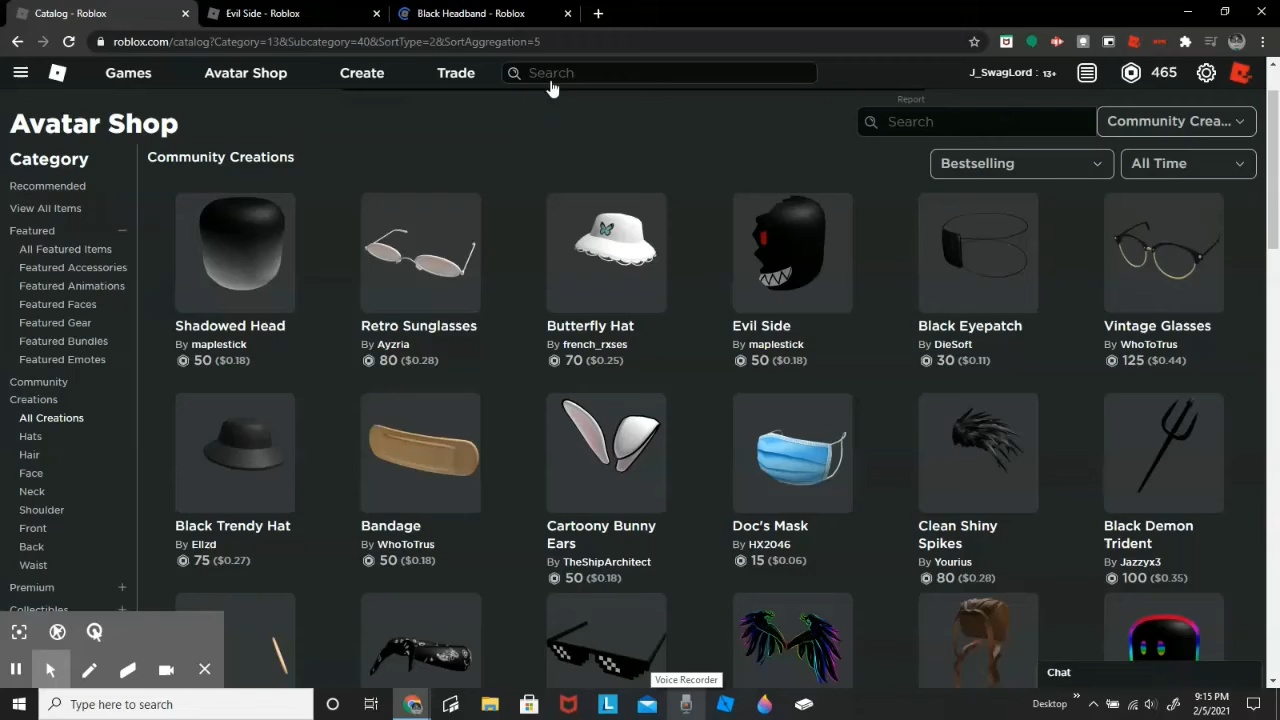 Catalog - Roblox
Evil Side - Roblox
Black Headband - Roblox
roblox.com/catalog?Category=13&Subcategory=40&SortType=2&SortAggregation=5
Games
Avatar Shop
Create
Trade
Search
J_SwagLord : 13+
465
Report
Avatar Shop
Search
Community Crea...
Category
Community Creations
Bestselling
All Time
Recommended
View All Items
Featured
All Featured Items
Featured Accessories
Featured Animations
Featured Faces
Featured Gear
Featured Bundles
Featured Emotes
Community
Creations
All Creations
Hats
Hair
Face
Neck
Shoulder
Front
Back
Waist
Premium
Collectibles
Shadowed Head
By maplestick
50 ($0.18)
Retro Sunglasses
By Ayzria
80 ($0.28)
Butterfly Hat
By french_rxses
70 ($0.25)
Evil Side
By maplestick
50 ($0.18)
Black Eyepatch
By DieSoft
30 ($0.11)
Vintage Glasses
By WhoToTrus
125 ($0.44)
Black Trendy Hat
By Ellzd
75 ($0.27)
Bandage
By WhoToTrus
50 ($0.18)
Cartoony Bunny
Ears
By TheShipArchitect
50 ($0.18)
Doc's Mask
By HX2046
15 ($0.06)
Clean Shiny
Spikes
By Yourius
80 ($0.28)
Black Demon
Trident
By Jazzyx3
100 ($0.35)
Chat
Voice Recorder
Type here to search
Desktop
9:15 PM
2/5/2021